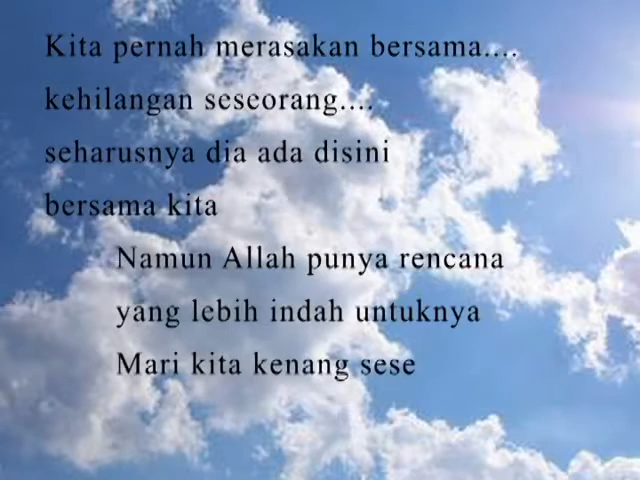 Kita pernah merasakan bersama....
kehilangan seseorang....
seharusnya dia ada disini
bersama kita
Namun Allah punya rencana
yang lebih indah untuknya
Mari kita kenang sese